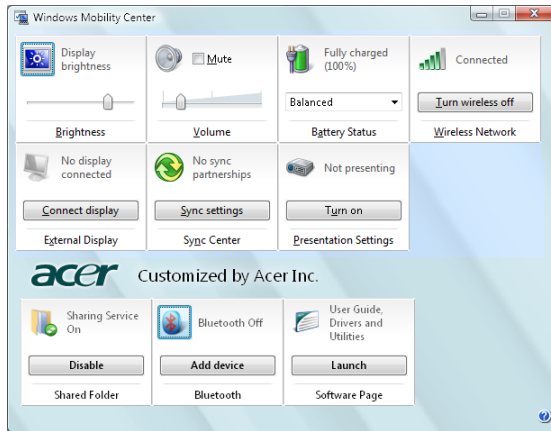 Windows Mobility Center
Display
brightness
Brightness
Mute
Volume
Fully charged
(100%)
Balanced
Battery Status
Connected
Turn wireless off
Wireless Network
No display
connected
Connect display
External Display
No sync
partnerships
Sync settings
Sync Center
Not presenting
Turn on
Presentation Settings
acer Customized by Acer Inc.
Sharing Service
On
Disable
Shared Folder
Bluetooth Off
Add device
Bluetooth
User Guide,
Drivers and
Utilities
Launch
Software Page